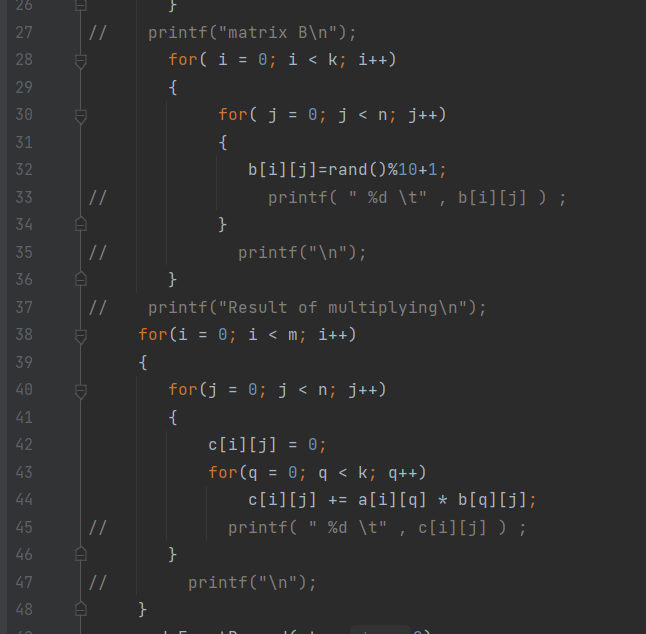 26 }
27 // printf("matrix B\n");
28 for( i = 0; i < k; i++)
29 {
30 for( j = 0; j < n; j++)
31 {
32 b[i][j]=rand()%10+1;
33 // printf( " %d \t" , b[i][j] ) ;
34 }
35 // printf("\n");
36 }
37 // printf("Result of multiplying\n");
38 for(i = 0; i < m; i++)
39 {
40 for(j = 0; j < n; j++)
41 {
42 c[i][j] = 0;
43 for(q = 0; q < k; q++)
44 c[i][j] += a[i][q] * b[q][j];
45 // printf( " %d \t" , c[i][j] ) ;
46 }
47 // printf("\n");
48 }